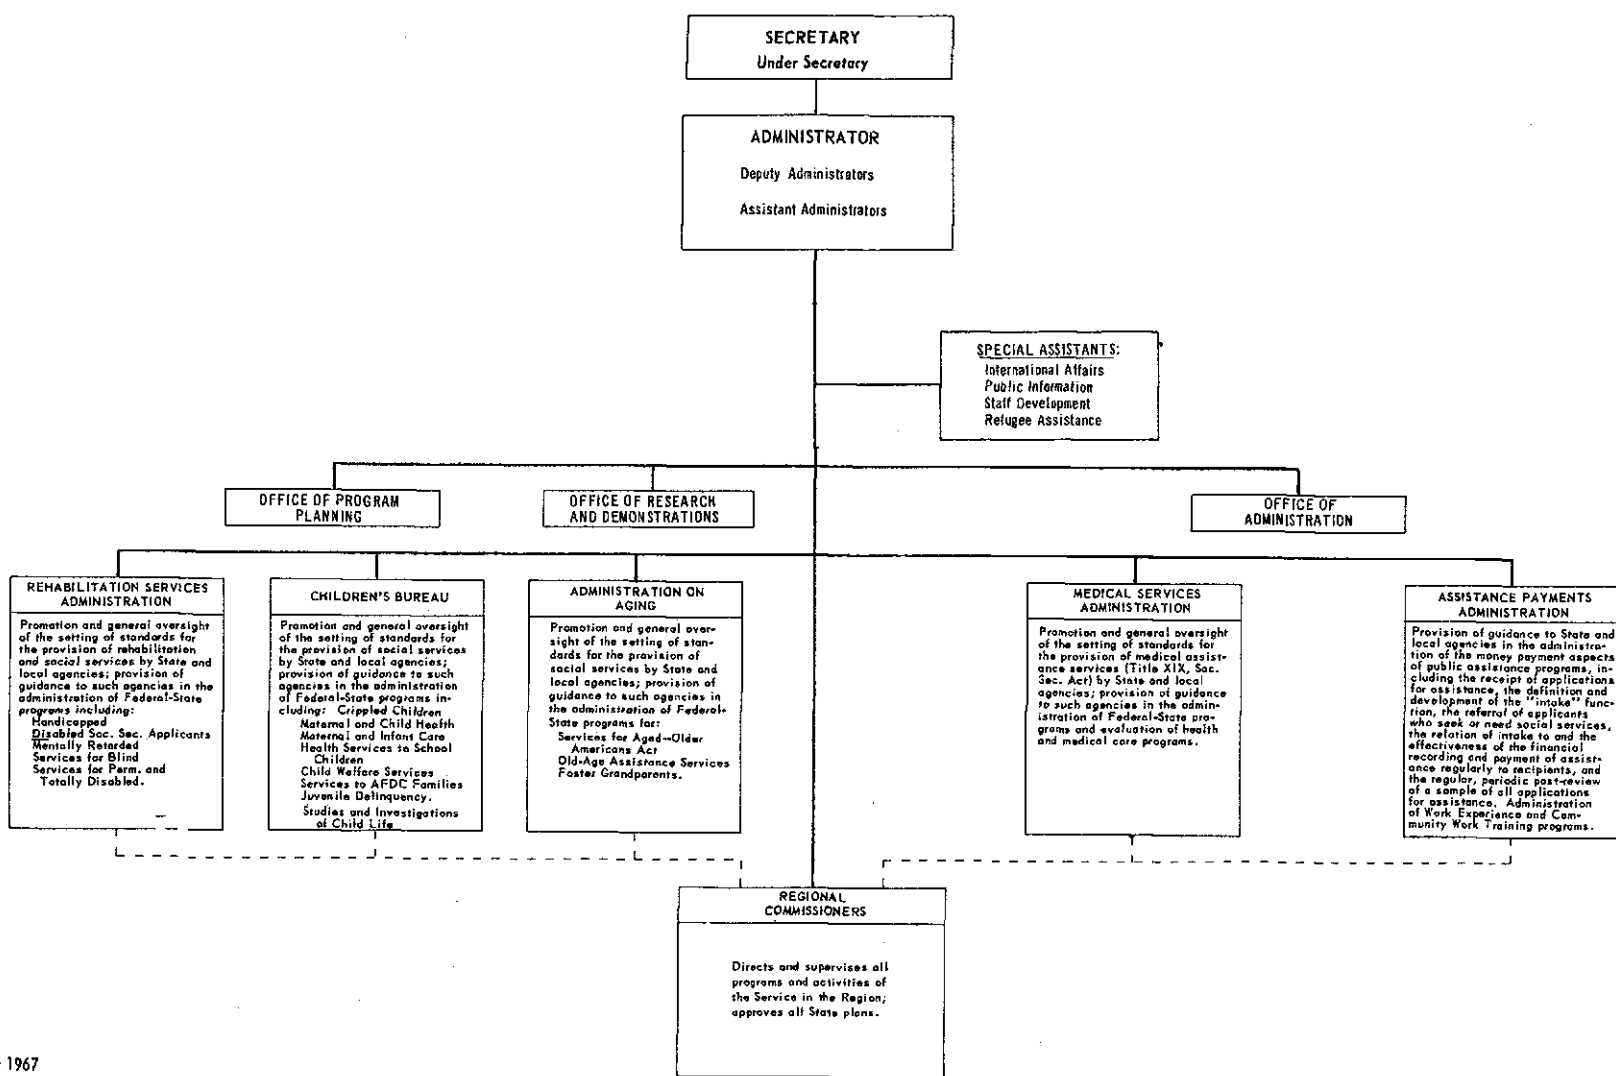 SECRETARY
Under Secretary
ADMINISTRATOR
Deputy Administrators
Assistant Administrators
SPECIAL ASSISTANTS:
International Affairs
Public Information
Staff Development
Refugee Assistance
OFFICE OF PROGRAM
PLANNING
OFFICE OF RESEARCH
AND DEMONSTRATIONS
OFFICE OF
ADMINISTRATION
REHABILITATION SERVICES
ADMINISTRATION
Promotion and general oversight
of the setting of standards for
the provision of rehabilitation
and social services by State and
local agencies; provision of
guidance to such agencies in the
administration of Federal-State
programs including:
Handicapped
Disabled Soc. Sec. Applicants
Mentally Retarded
Services for Blind
Services for Perm. and
Totally Disabled.
CHILDREN'S BUREAU
Promotion and general oversight
of the setting of standards for
the provision of social services
by State and local agencies;
provision of guidance to such
agencies in the administration
of Federal-State programs in-
cluding: Crippled Children
Maternal and Child Health
Maternal and Infant Care
Health Services to School
Children
Child Welfare Services
Services to AFDC Families
Juvenile Delinquency.
Studies and Investigations
of Child Life
ADMINISTRATION ON
AGING
Promotion and general over-
sight of the setting of stan-
dards for the provision of
social services by State and
local agencies; provision of
guidance to such agencies in
the administration of Federal-
State programs for:
Services for Aged--Older
Americans Act
Old-Age Assistance Services
Foster Grandparents.
MEDICAL SERVICES
ADMINISTRATION
Promotion and general oversight
of the setting of standards for
the provision of medical assist-
ance services (Title XIX, Soc.
Sec. Act) by State and local
agencies; provision of guidance
to such agencies in the admin-
istration of Federal-State pro-
grams and evaluation of health
and medical care programs.
ASSISTANCE PAYMENTS
ADMINISTRATION
Provision of guidance to State and
local agencies in the administra-
tion of the money payment aspects
of public assistance programs, in-
cluding the receipt of applications
for assistance, the definition and
development of the "intake" func-
tion, the referral of applicants
who seek or need social services,
the relation of intake to and the
effectiveness of the financial
recording and payment of assist-
ance regularly to recipients, and
the regular, periodic post-review
of a sample of all applications
for assistance. Administration
of Work Experience and Com-
munity Work Training programs.
REGIONAL
COMMISSIONERS
Directs and supervises all
programs and activities of
the Service in the Region;
approves all State plans.
1967